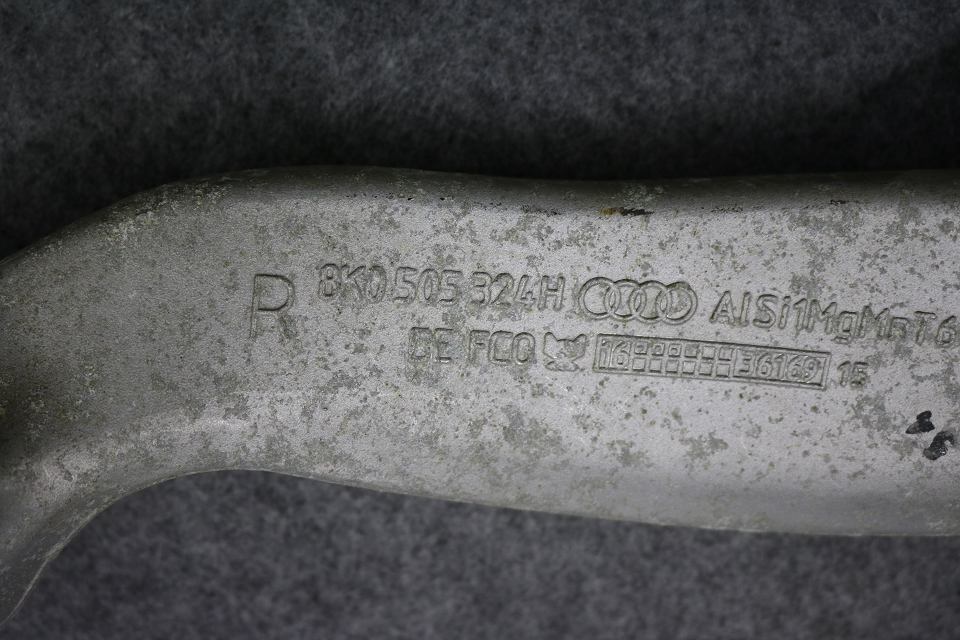 R 8K0 505 324H AlSi1MgMnT6
DE FCO 16 36169 15